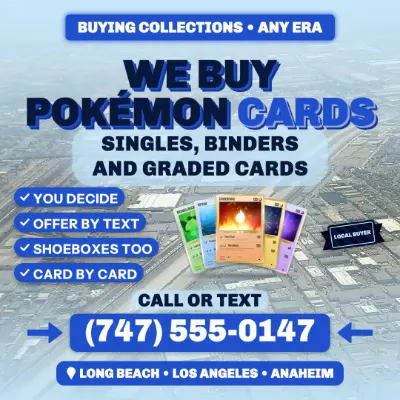 BUYING COLLECTIONS • ANY ERA
WE BUY
POKÉMON CARDS
SINGLES, BINDERS
AND GRADED CARDS
YOU DECIDE
OFFER BY TEXT
SHOEBOXES TOO
CARD BY CARD
LOCAL BUYER
CALL OR TEXT
(747) 555-0147
LONG BEACH • LOS ANGELES • ANAHEIM